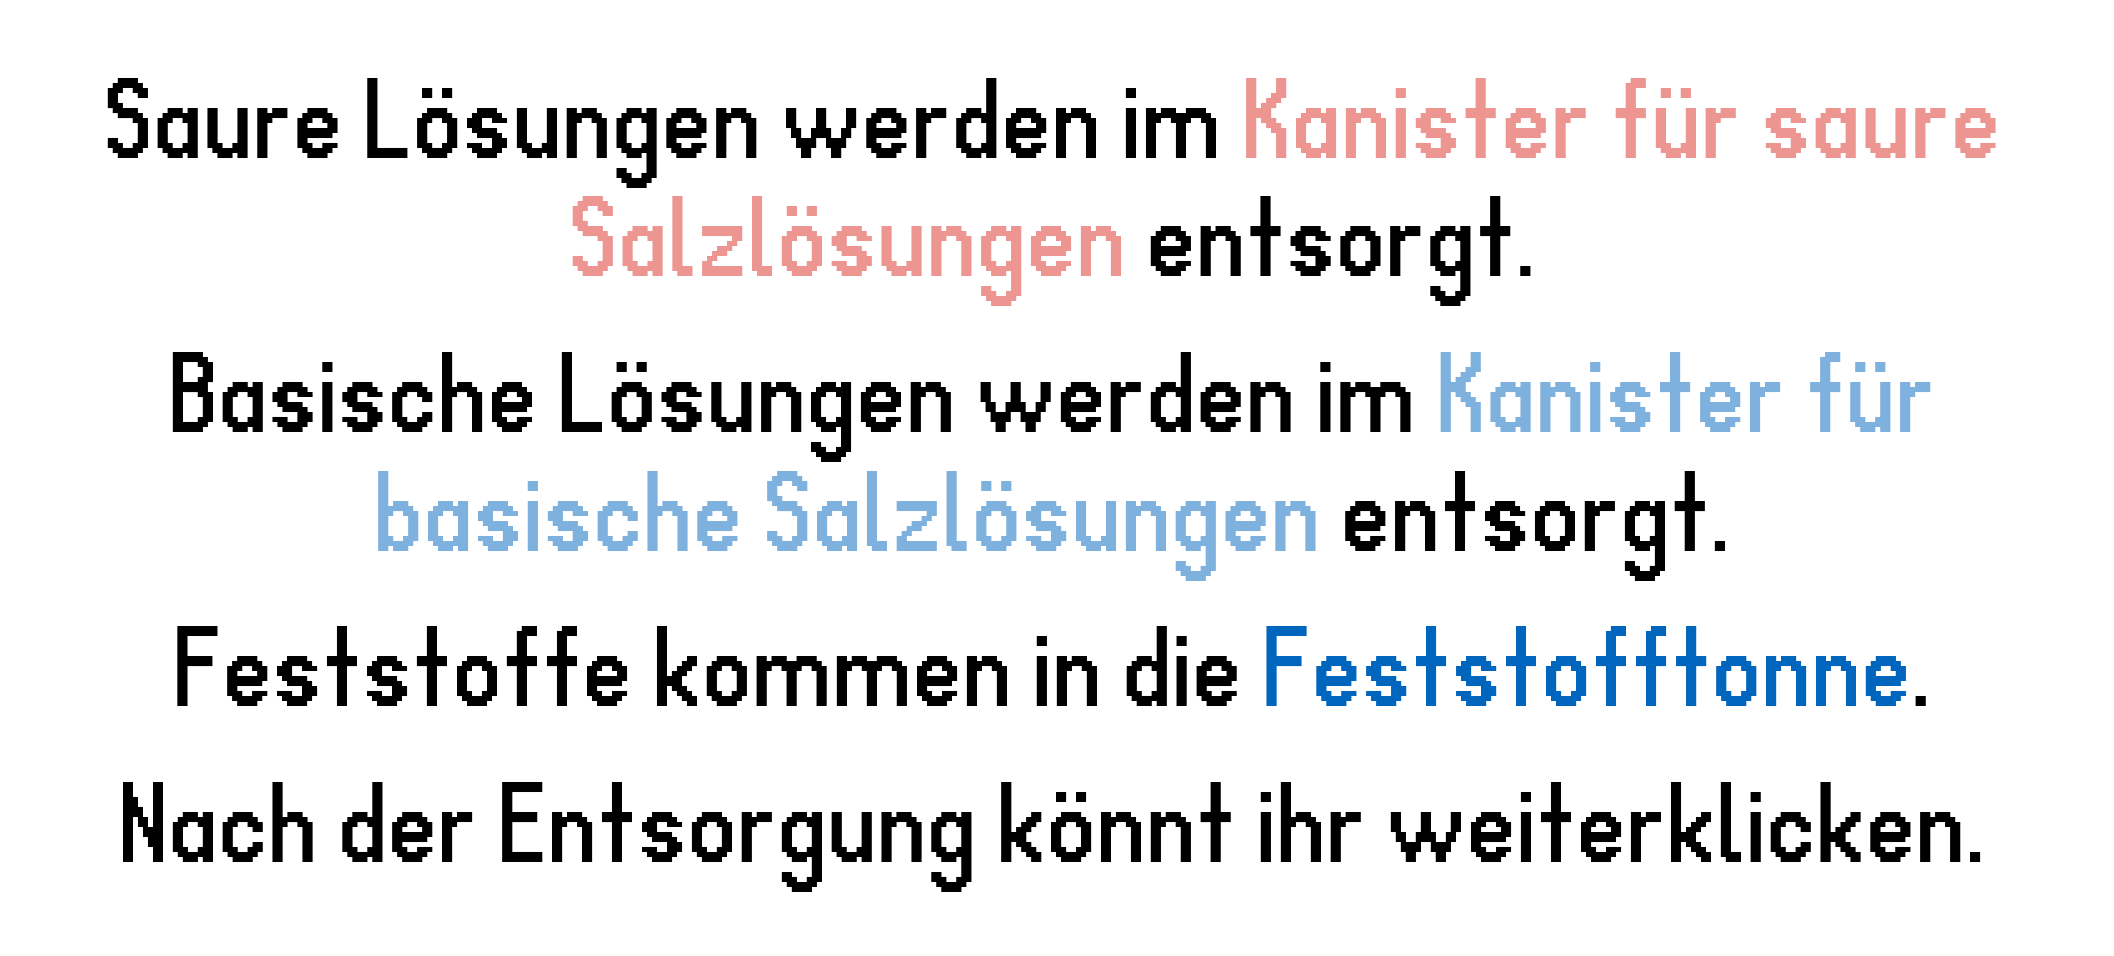 Saure Lösungen werden im Kanister für saure
Salzlösungen entsorgt.
Basische Lösungen werden im Kanister für
basische Salzlösungen entsorgt.
Feststoffe kommen in die Feststofftonne.
Nach der Entsorgung könnt ihr weiterklicken.